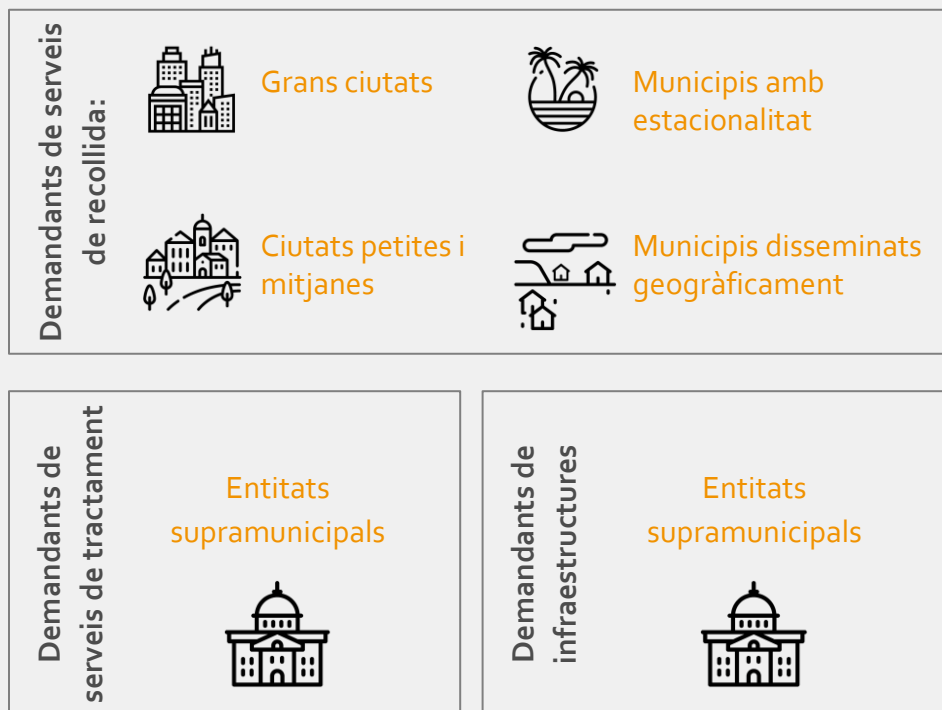 Demandants de serveis
de recollida:
Grans ciutats
Municipis amb
estacionalitat
Ciutats petites i
mitjanes
Municipis disseminats
geogràficament
Demandants de
serveis de tractament
Entitats
supramunicipals
Demandants de
infraestructures
Entitats
supramunicipals